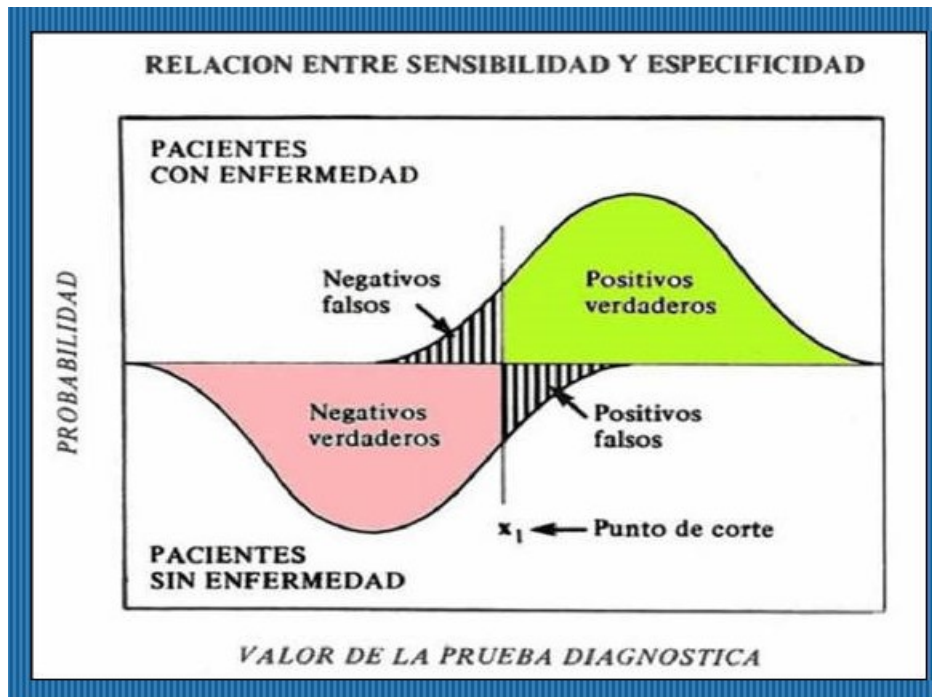 RELACION ENTRE SENSIBILIDAD Y ESPECIFICIDAD
PACIENTES
CON ENFERMEDAD
Negativos
falsos
Positivos
verdaderos
PROBABILIDAD
Negativos
verdaderos
Positivos
falsos
x1 Punto de corte
PACIENTES
SIN ENFERMEDAD
VALOR DE LA PRUEBA DIAGNOSTICA